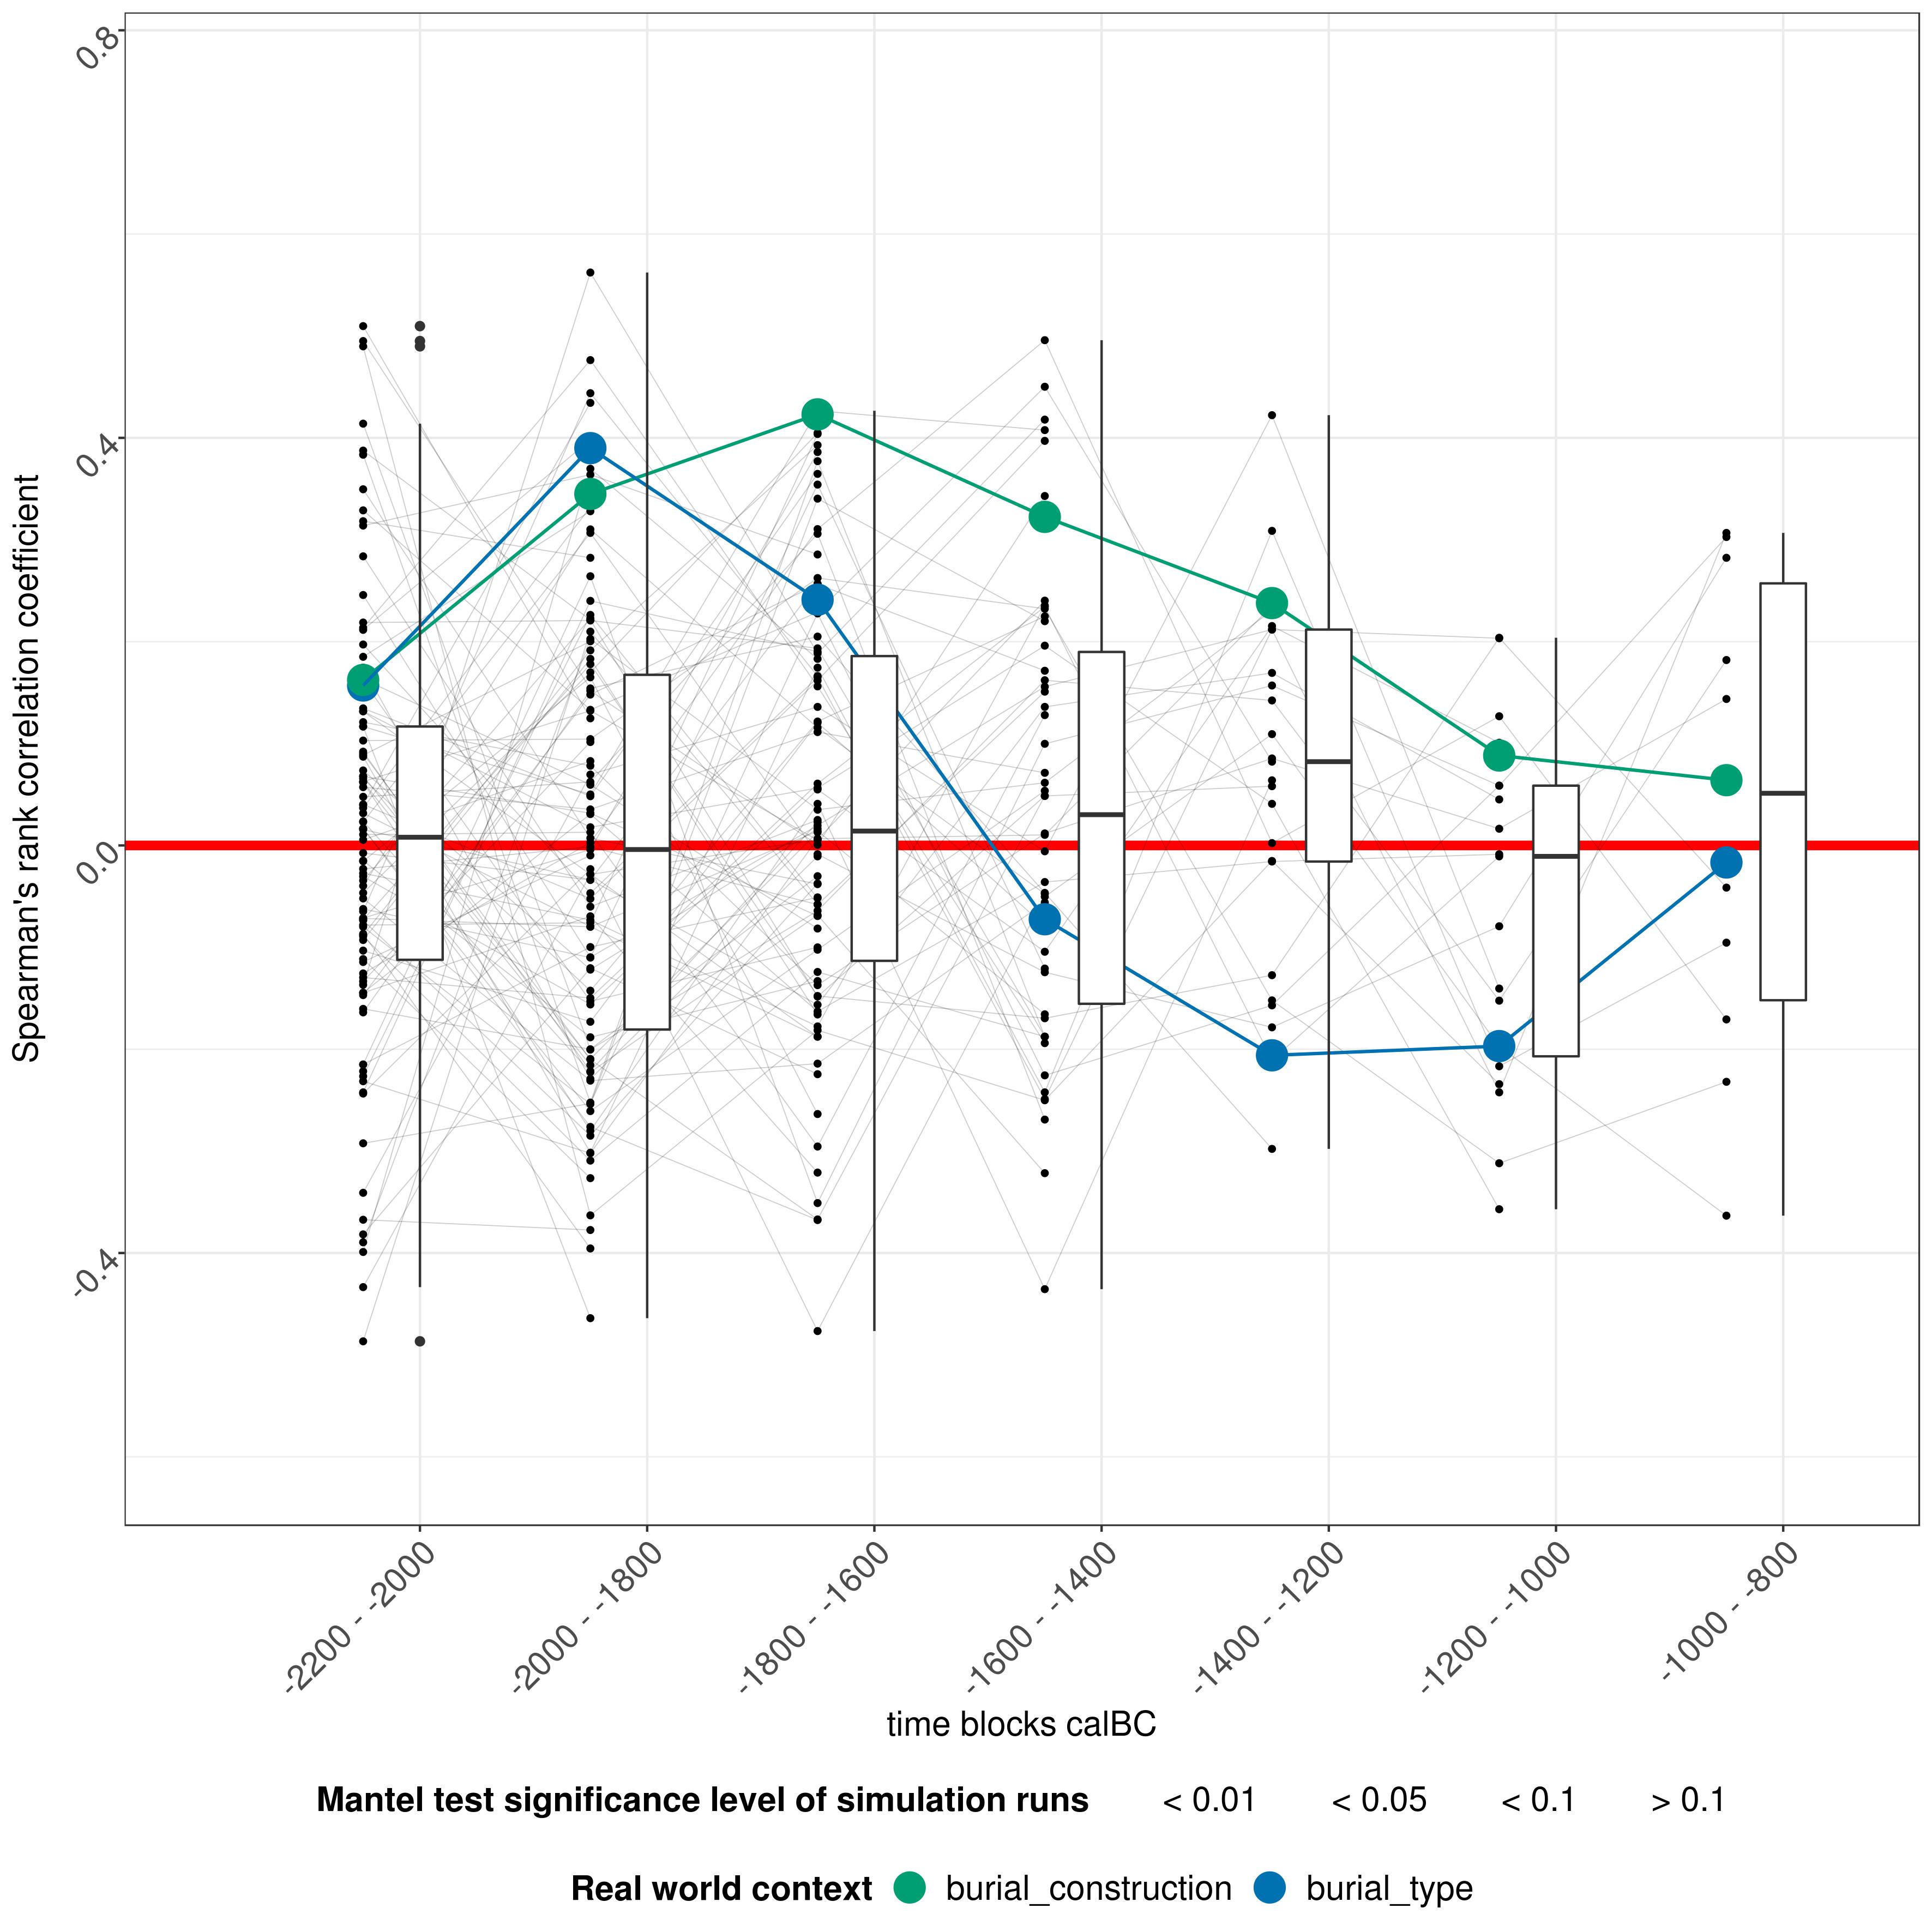 Spearman's rank correlation coefficient
0.8
0.4
0.0
-0.4
-2200 - -2000
-2000 - -1800
-1800 - -1600
-1600 - -1400
-1400 - -1200
-1200 - -1000
-1000 - -800
time blocks calBC
Mantel test significance level of simulation runs < 0.01 < 0.05 < 0.1 > 0.1
Real world context burial_construction burial_type